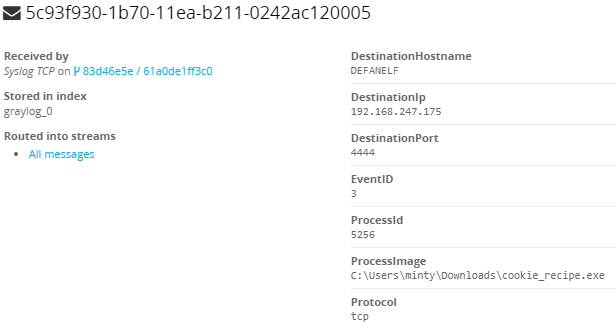 5c93f930-1b70-11ea-b211-0242ac120005
Received by
Syslog TCP on 83d46e5e / 61a0de1ff3c0
Stored in index
graylog_0
Routed into streams
All messages
DestinationHostname
DEFANELF
DestinationIp
192.168.247.175
DestinationPort
4444
EventID
3
ProcessId
5256
ProcessImage
C:\Users\minty\Downloads\cookie_recipe.exe
Protocol
tcp